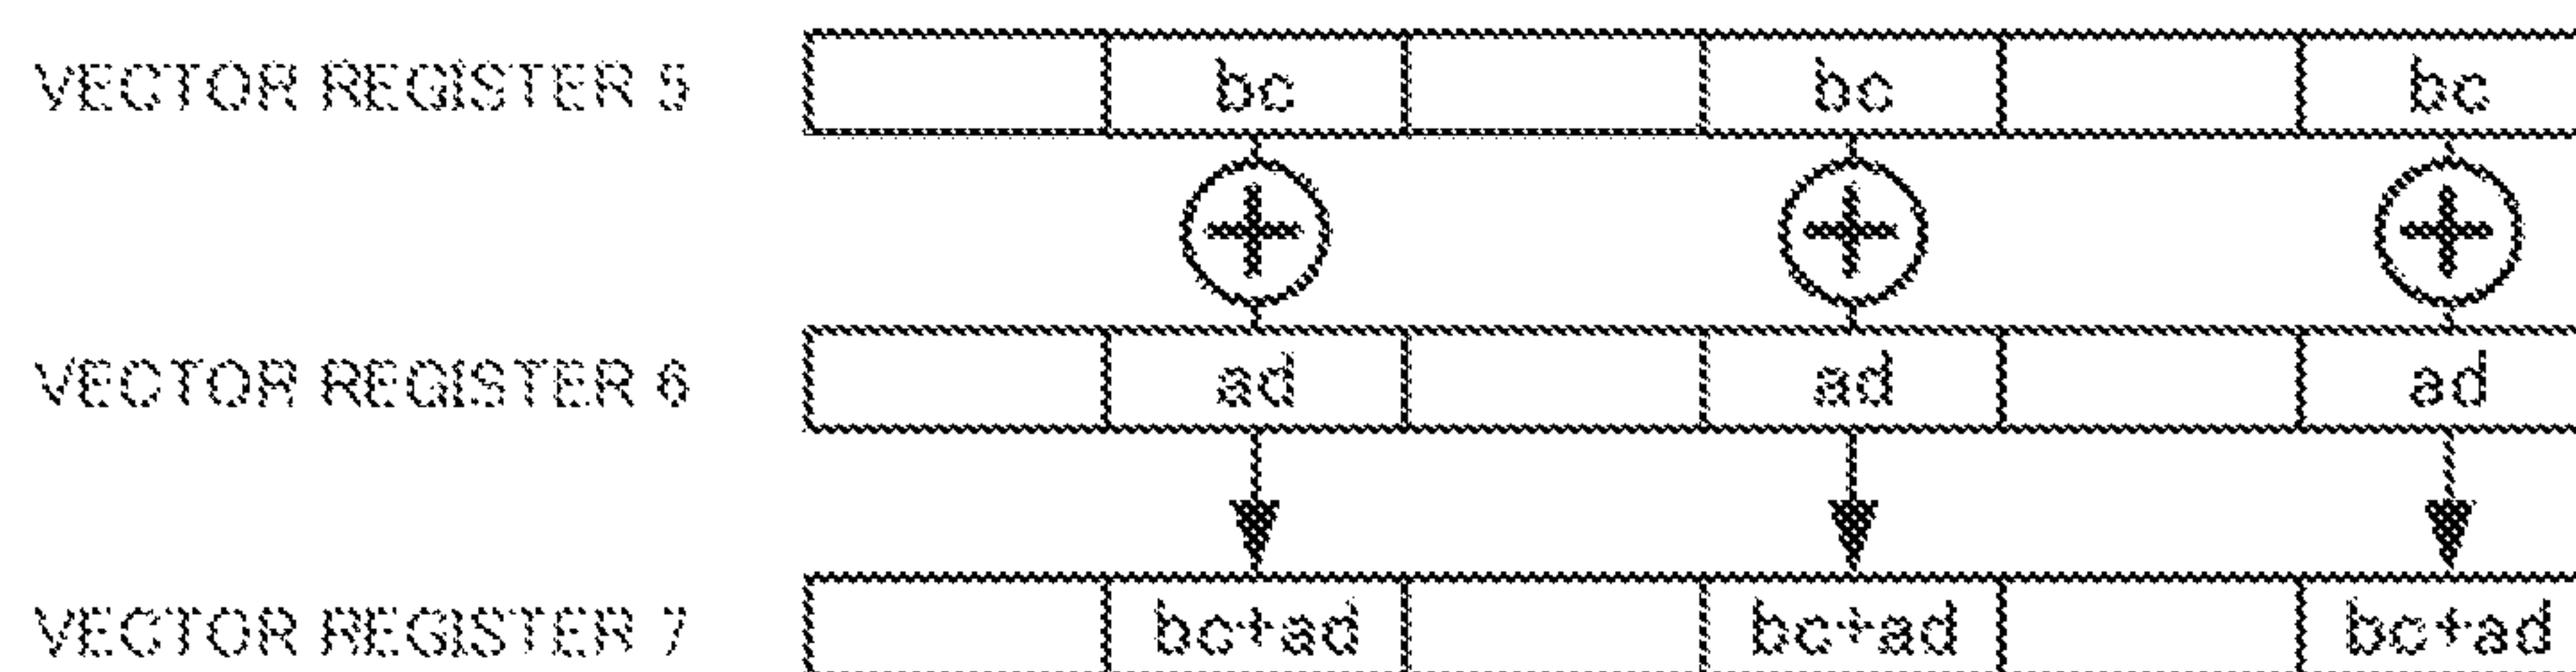 VECTOR REGISTER 5 bc bc bc
VECTOR REGISTER 6 ad ad ad
VECTOR REGISTER 7 bc+ad bc+ad bc+ad